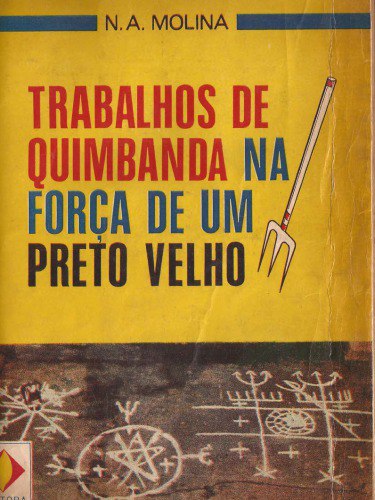 N. A. MOLINA
TRABALHOS DE
QUIMBANDA NA
FORÇA DE UM
PRETO VELHO